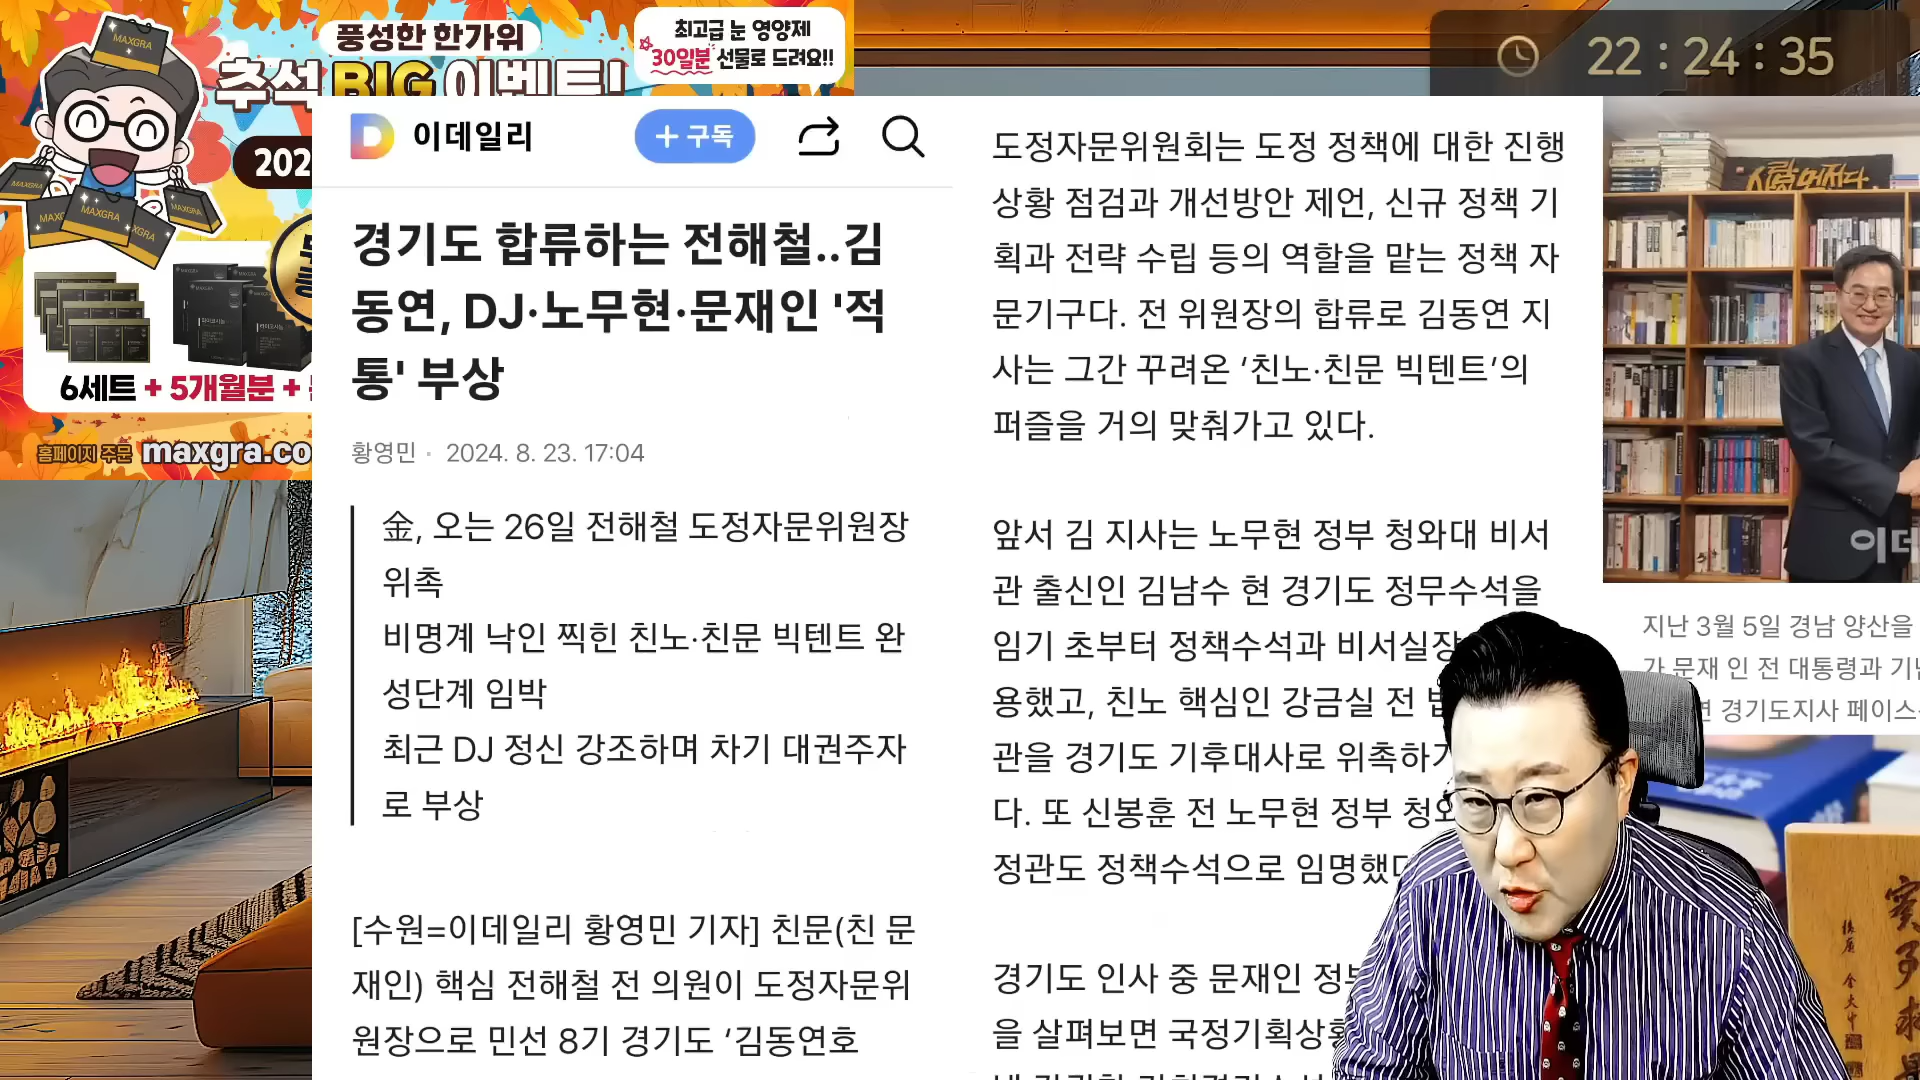 MAXGRA
풍성한 한가위
추석 BIG 이벤트!
최고급 눈 영양제
30일분 선물로 드려요!!
202
MAXGRA
MAXGRA
MAXGRA
6세트 + 5개월분 +
홈페이지 주문 maxgra.co
22 : 24 : 35
이데일리
+ 구독
경기도 합류하는 전해철..김
동연, DJ·노무현·문재인 '적
통' 부상
황영민 · 2024. 8. 23. 17:04
金, 오는 26일 전해철 도정자문위원장
위촉
비명계 낙인 찍힌 친노·친문 빅텐트 완
성단계 임박
최근 DJ 정신 강조하며 차기 대권주자
로 부상
[수원=이데일리 황영민 기자] 친문(친 문
재인) 핵심 전해철 전 의원이 도정자문위
원장으로 민선 8기 경기도 ‘김동연호
도정자문위원회는 도정 정책에 대한 진행
상황 점검과 개선방안 제언, 신규 정책 기
획과 전략 수립 등의 역할을 맡는 정책 자
문기구다. 전 위원장의 합류로 김동연 지
사는 그간 꾸려온 ‘친노·친문 빅텐트’의
퍼즐을 거의 맞춰가고 있다.
앞서 김 지사는 노무현 정부 청와대 비서
관 출신인 김남수 현 경기도 정무수석을
임기 초부터 정책수석과 비서실장
용했고, 친노 핵심인 강금실 전 법
관을 경기도 기후대사로 위촉하기
다. 또 신봉훈 전 노무현 정부 청와
정관도 정책수석으로 임명했다
경기도 인사 중 문재인 정부
을 살펴보면 국정기획상황
사람이 먼저다
이데
지난 3월 5일 경남 양산을
가 문재 인 전 대통령과 기념
연 경기도지사 페이스